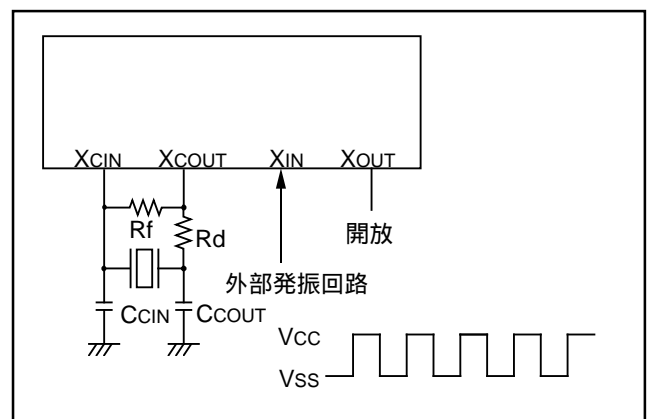 XCIN XCOUT XIN XOUT
Rf
Rd
開放
外部発振回路
CCIN CCOUT
VCC
VSS